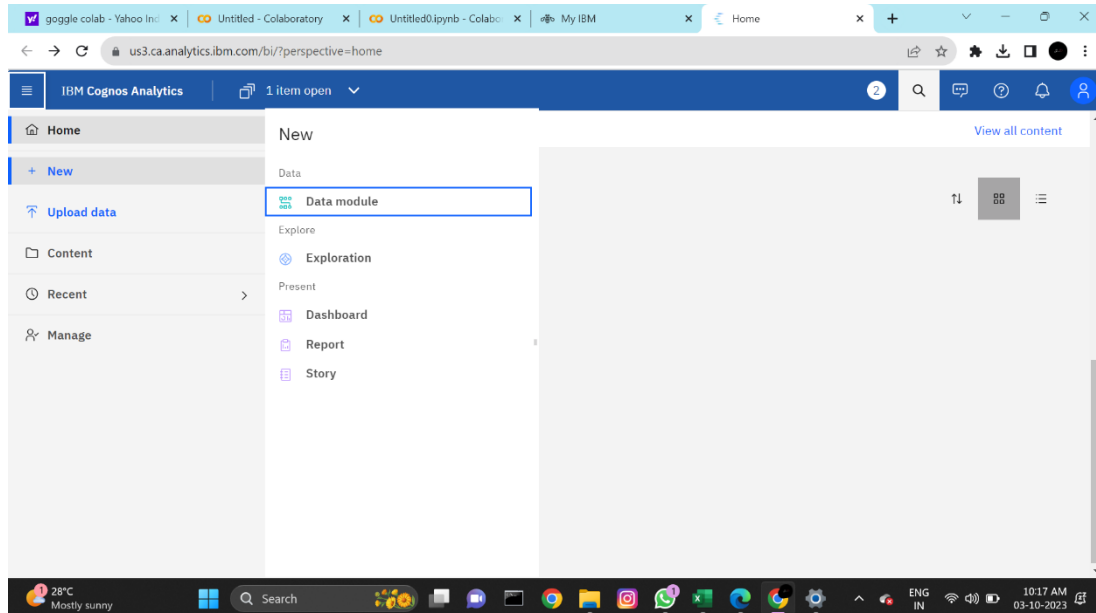 goggle colab - Yahoo Ind
Untitled - Colaboratory
Untitled0.ipynb - Colabo
My IBM
Home
us3.ca.analytics.ibm.com/bi/?perspective=home
IBM Cognos Analytics
1 item open
2
Home
New
View all content
+ New
Data
Data module
Upload data
Explore
Content
Exploration
Recent
Present
Dashboard
Manage
Report
Story
1
28°C
Mostly sunny
Search
ENG
IN
10:17 AM
03-10-2023